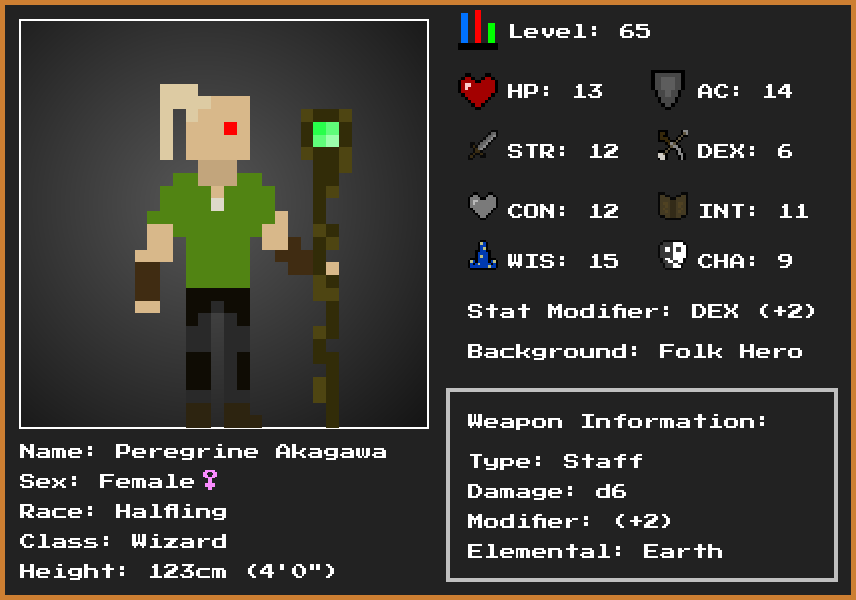 Level: 65
HP: 13
AC: 14
STR: 12
DEX: 6
CON: 12
INT: 11
WIS: 15
CHA: 9
Stat Modifier: DEX (+2)
Background: Folk Hero
Weapon Information:
Type: Staff
Damage: d6
Modifier: (+2)
Elemental: Earth
Name: Peregrine Akagawa
Sex: Female♀
Race: Halfling
Class: Wizard
Height: 123cm (4'0")